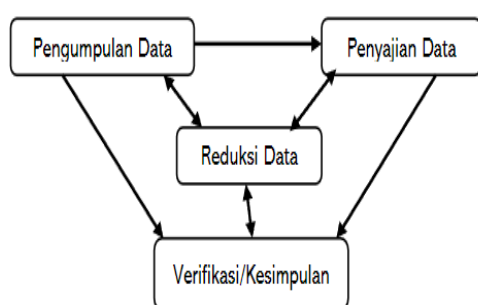 Pengumpulan Data
Penyajian Data
Reduksi Data
Verifikasi/Kesimpulan